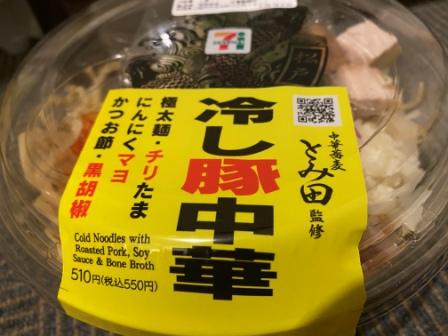 冷し豚中華
中華蕎麦
とみ田
監修
極太麺・チリたま
にんにくマヨ
かつお節・黒胡椒
Cold Noodles with
Roasted Pork, Soy
Sauce & Bone Broth
510円(税込550円)